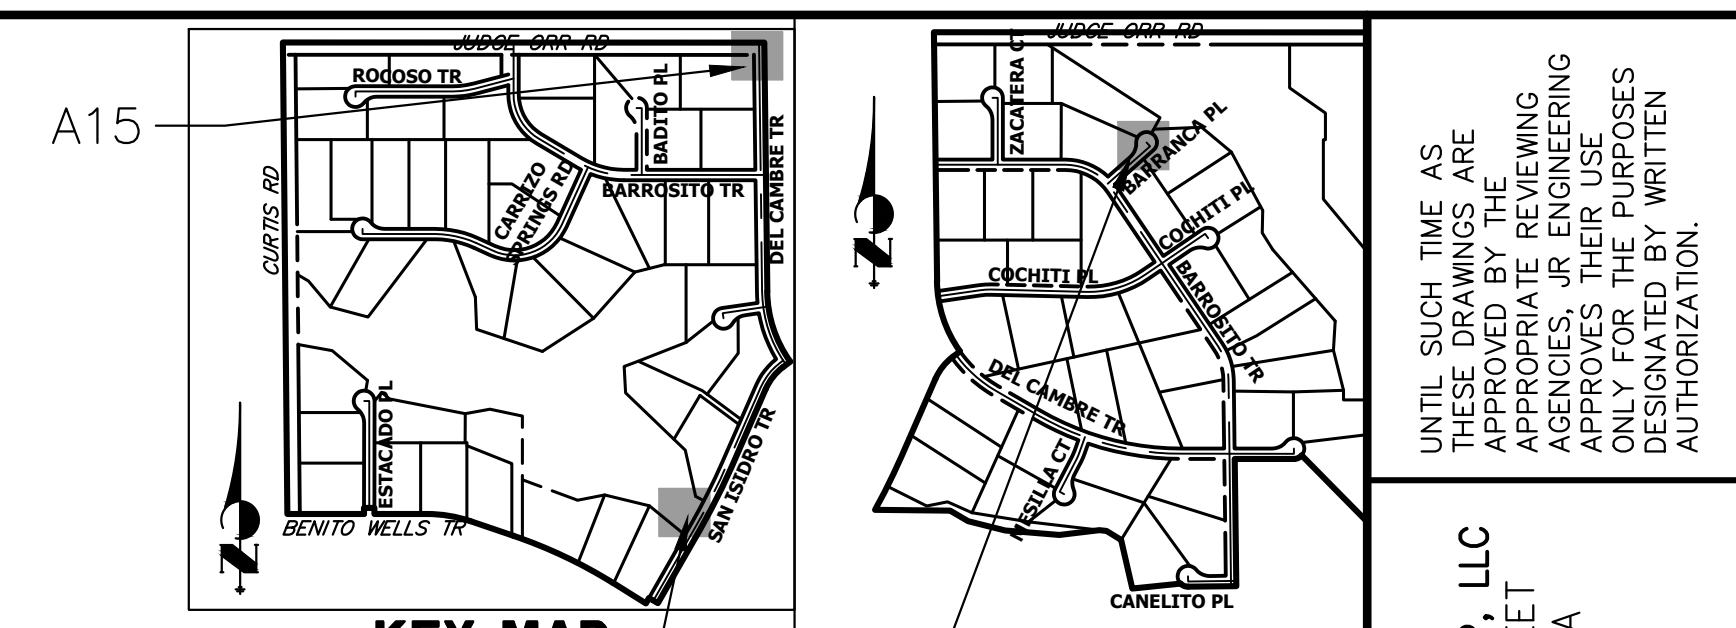 JUDGE ORR RD
ROCOSO TR
BADITO PL
A15
DEL CAMBRE TR
CARRIZO
SPRINGS RD
BARROSITO TR
CURTIS RD
ESTACADO PL
SAN ISIDRO TR
BENITO WELLS TR
N
KEY MAP
JUDGE ORR RD
ZACATERA CT
BARRANCA PL
COCHITI PL
COCHITI PL
BARROSITO TR
DEL CAMBRE TR
MESILLA CT
CANELITO PL
N
UNTIL SUCH TIME AS
THESE DRAWINGS ARE
APPROVED BY THE
APPROPRIATE REVIEWING
AGENCIES, JR ENGINEERING
APPROVES THEIR USE
ONLY FOR THE PURPOSES
DESIGNATED BY WRITTEN
AUTHORIZATION.
, LLC